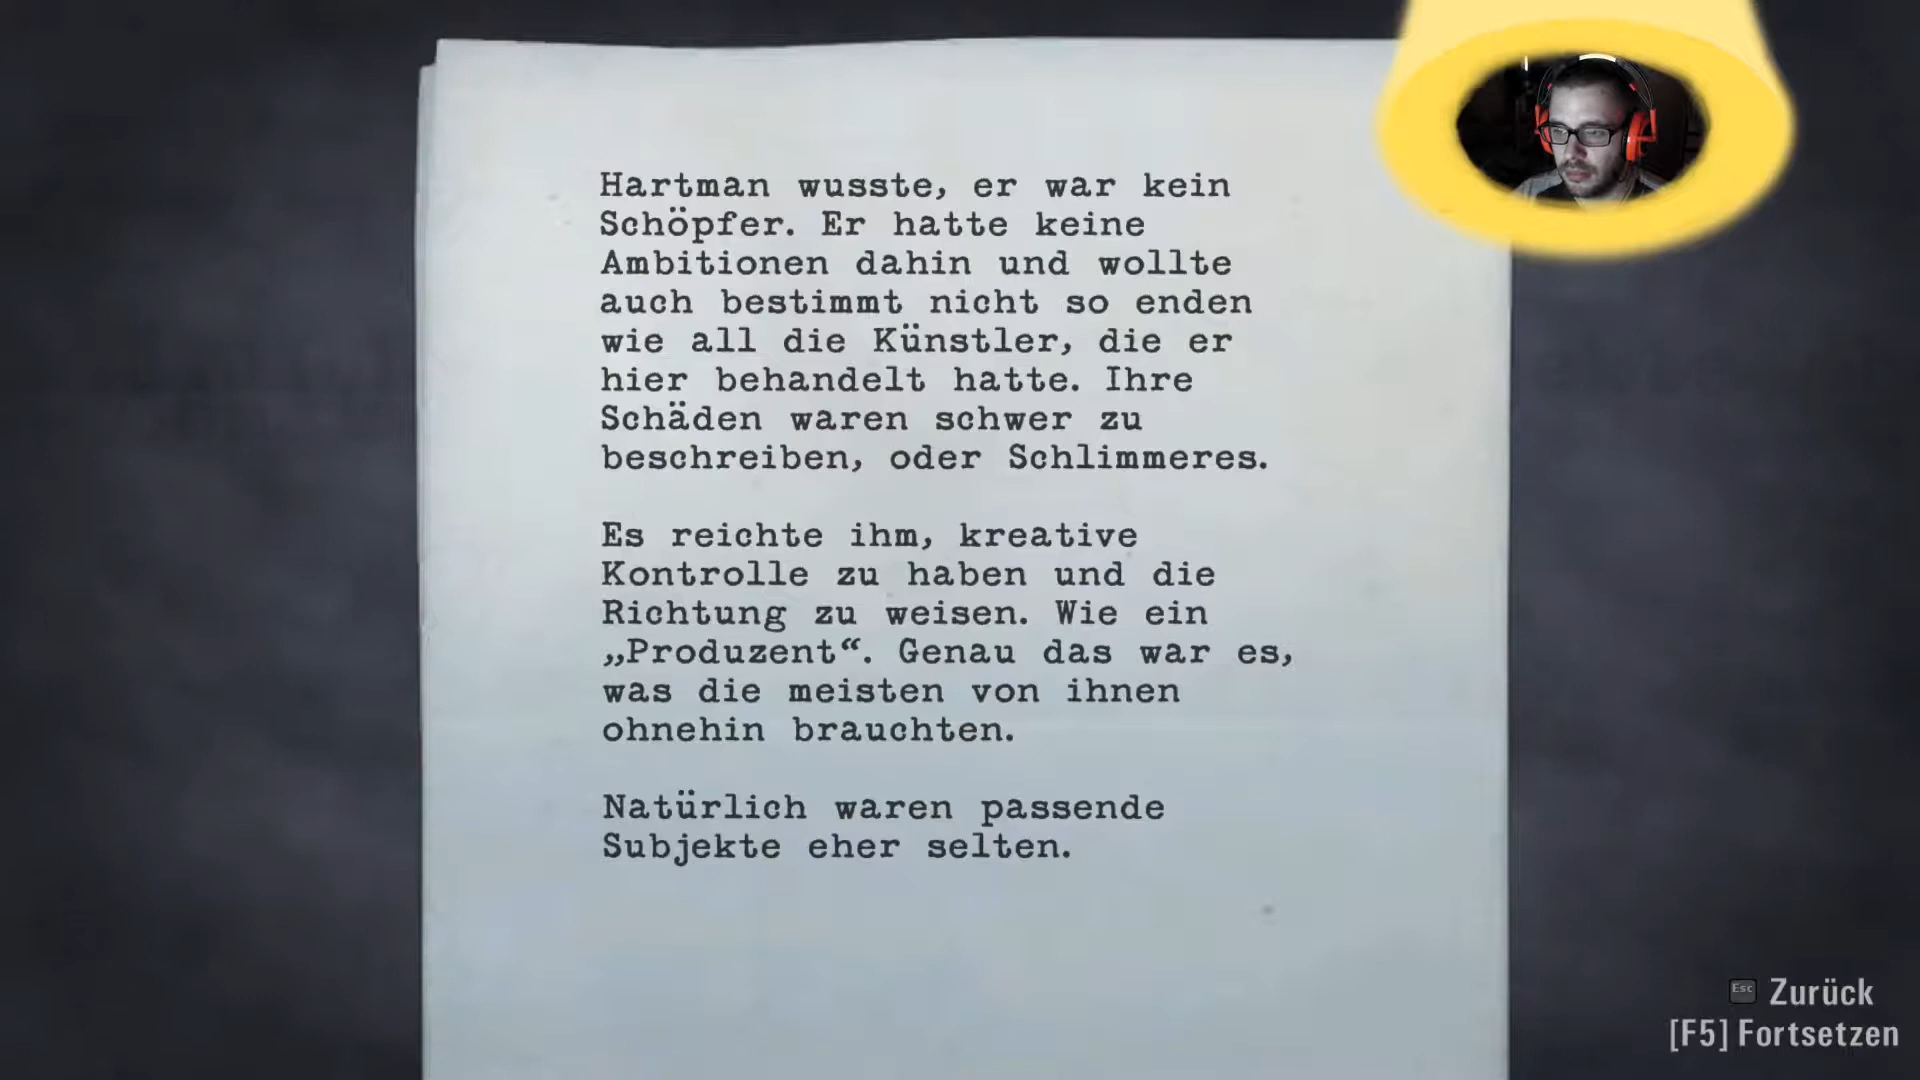 Hartman wusste, er war kein
Schöpfer. Er hatte keine
Ambitionen dahin und wollte
auch bestimmt nicht so enden
wie all die Künstler, die er
hier behandelt hatte. Ihre
Schäden waren schwer zu
beschreiben, oder Schlimmeres.
Es reichte ihm, kreative
Kontrolle zu haben und die
Richtung zu weisen. Wie ein
„Produzent“. Genau das war es,
was die meisten von ihnen
ohnehin brauchten.
Natürlich waren passende
Subjekte eher selten.
Esc Zurück
[F5] Fortsetzen